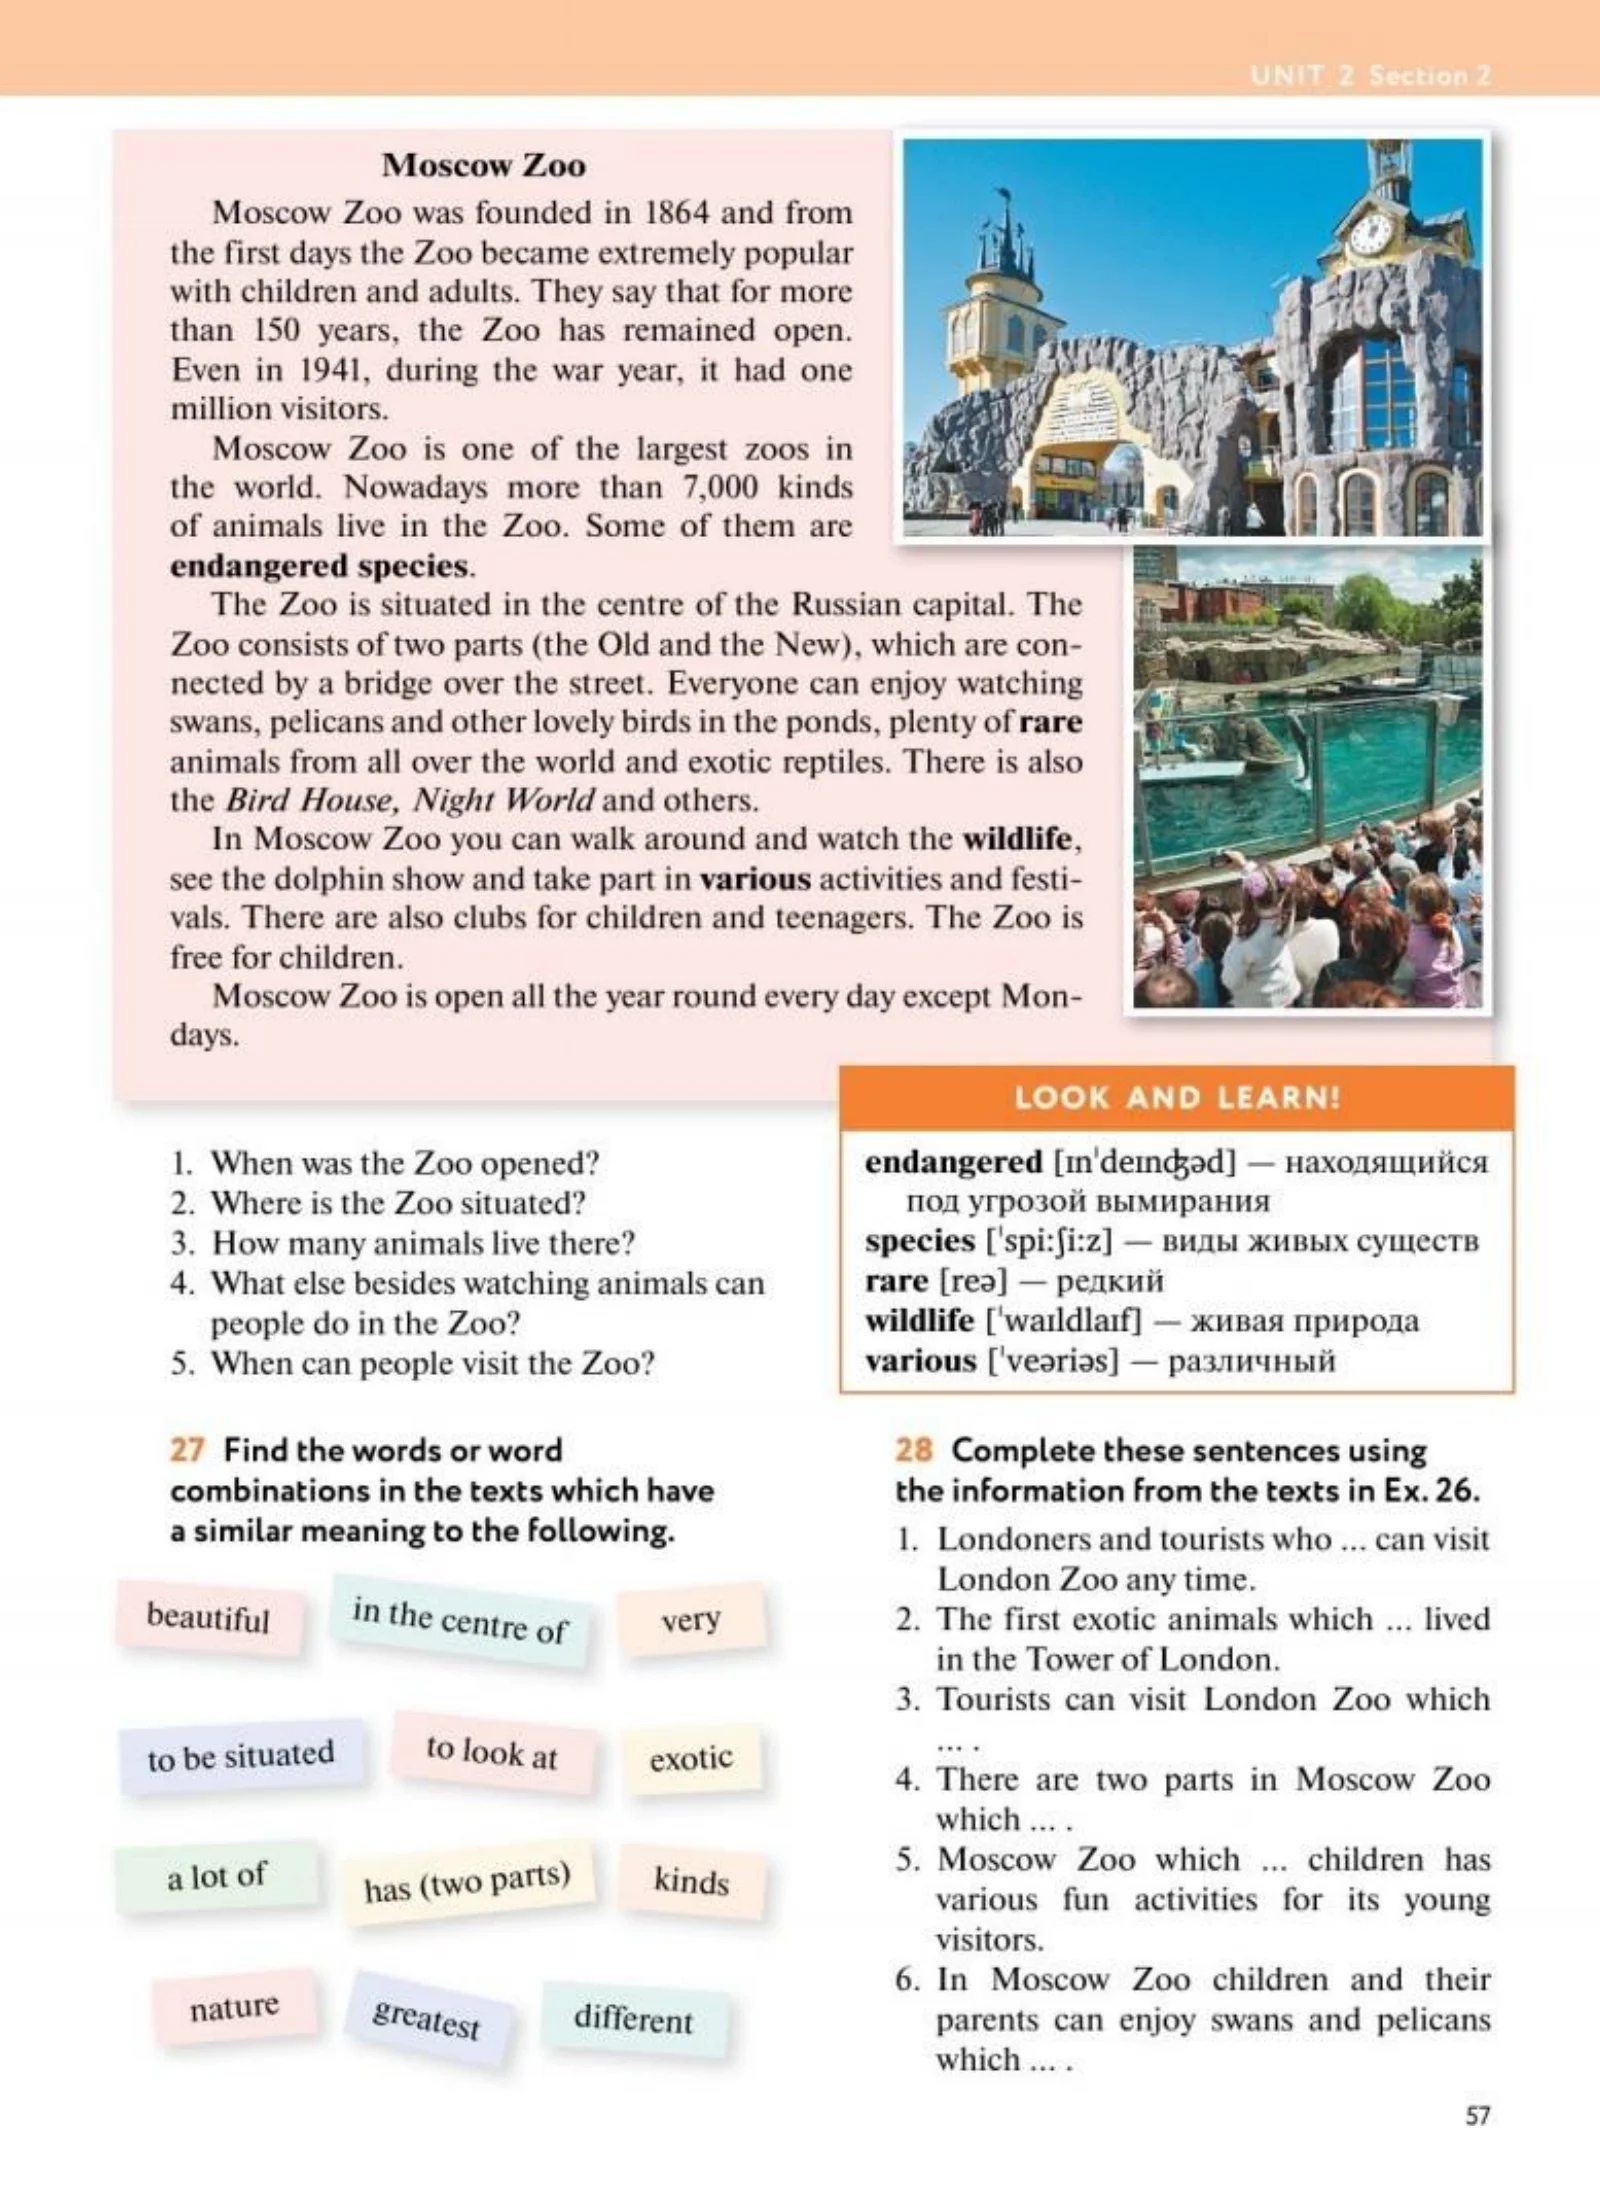 UNIT 2 Section 2
Moscow Zoo
Moscow Zoo was founded in 1864 and from
the first days the Zoo became extremely popular
with children and adults. They say that for more
than 150 years, the Zoo has remained open.
Even in 1941, during the war year, it had one
million visitors.
Moscow Zoo is one of the largest zoos in
the world. Nowadays more than 7,000 kinds
of animals live in the Zoo. Some of them are
endangered species.
The Zoo is situated in the centre of the Russian capital. The
Zoo consists of two parts (the Old and the New), which are con-
nected by a bridge over the street. Everyone can enjoy watching
swans, pelicans and other lovely birds in the ponds, plenty of rare
animals from all over the world and exotic reptiles. There is also
the Bird House, Night World and others.
In Moscow Zoo you can walk around and watch the wildlife,
see the dolphin show and take part in various activities and festi-
vals. There are also clubs for children and teenagers. The Zoo is
free for children.
Moscow Zoo is open all the year round every day except Mon-
days.
1. When was the Zoo opened?
2. Where is the Zoo situated?
3. How many animals live there?
4. What else besides watching animals can
people do in the Zoo?
5. When can people visit the Zoo?
LOOK AND LEARN!
endangered [ɪnˈdeɪnʤəd] — находящийся
под угрозой вымирания
species [ˈspi:ʃi:z] — виды живых существ
rare [reə] — редкий
wildlife [ˈwaɪldlaɪf] — живая природа
various [ˈveəriəs] — различный
27 Find the words or word
combinations in the texts which have
a similar meaning to the following.
beautiful
in the centre of
very
to be situated
to look at
exotic
a lot of
has (two parts)
kinds
nature
greatest
different
28 Complete these sentences using
the information from the texts in Ex. 26.
1. Londoners and tourists who ... can visit
London Zoo any time.
2. The first exotic animals which ... lived
in the Tower of London.
3. Tourists can visit London Zoo which
... .
4. There are two parts in Moscow Zoo
which ... .
5. Moscow Zoo which ... children has
various fun activities for its young
visitors.
6. In Moscow Zoo children and their
parents can enjoy swans and pelicans
which ... .
57